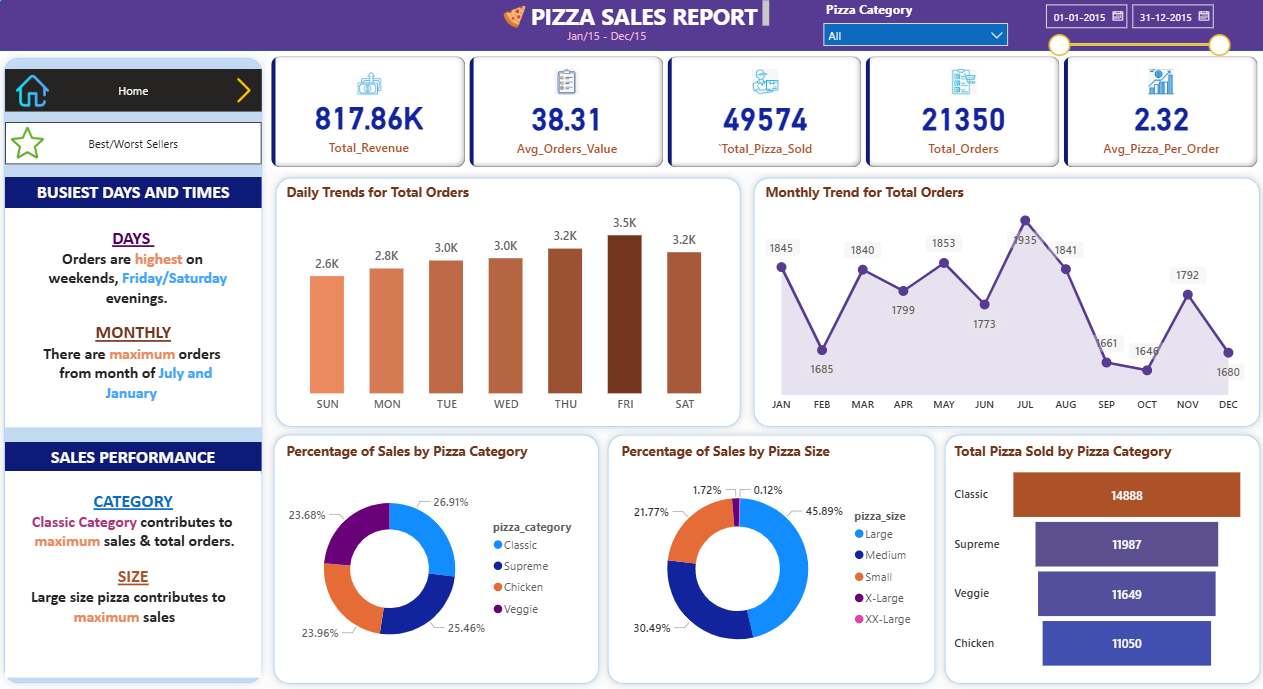 PIZZA SALES REPORT
Jan/15 - Dec/15
Pizza Category
All
01-01-2015
31-12-2015
Home
Best/Worst Sellers
BUSIEST DAYS AND TIMES
DAYS
Orders are highest on
weekends, Friday/Saturday
evenings.
MONTHLY
There are maximum orders
from month of July and
January
SALES PERFORMANCE
CATEGORY
Classic Category contributes to
maximum sales & total orders.
SIZE
Large size pizza contributes to
maximum sales
817.86K
Total_Revenue
38.31
Avg_Orders_Value
49574
`Total_Pizza_Sold
21350
Total_Orders
2.32
Avg_Pizza_Per_Order
Daily Trends for Total Orders
2.6K
2.8K
3.0K
3.0K
3.2K
3.5K
3.2K
SUN
MON
TUE
WED
THU
FRI
SAT
Monthly Trend for Total Orders
1845
1685
1840
1799
1853
1773
1935
1841
1661
1646
1792
1680
JAN
FEB
MAR
APR
MAY
JUN
JUL
AUG
SEP
OCT
NOV
DEC
Percentage of Sales by Pizza Category
26.91%
25.46%
23.96%
23.68%
pizza_category
Classic
Supreme
Chicken
Veggie
Percentage of Sales by Pizza Size
1.72%
0.12%
21.77%
45.89%
30.49%
pizza_size
Large
Medium
Small
X-Large
XX-Large
Total Pizza Sold by Pizza Category
Classic 14888
Supreme 11987
Veggie 11649
Chicken 11050